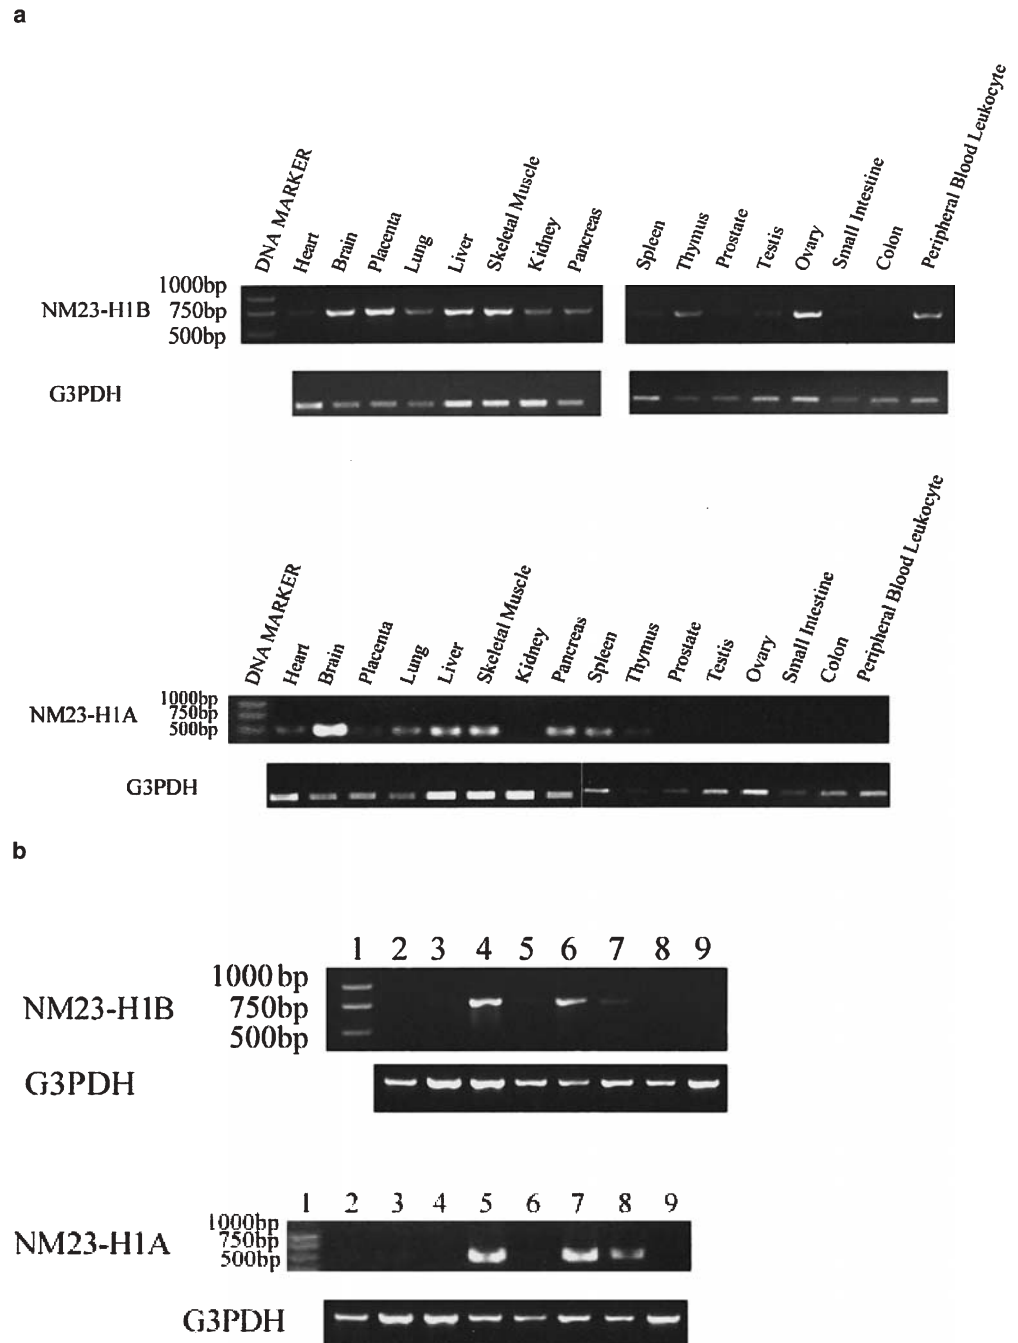 a
DNA MARKER
Heart
Brain
Placenta
Lung
Liver
Skeletal Muscle
Kidney
Pancreas
Spleen
Thymus
Prostate
Testis
Ovary
Small Intestine
Colon
Peripheral Blood Leukocyte
NM23-H1B
1000bp
750bp
500bp
G3PDH
DNA MARKER
Heart
Brain
Placenta
Lung
Liver
Skeletal Muscle
Kidney
Pancreas
Spleen
Thymus
Prostate
Testis
Ovary
Small Intestine
Colon
Peripheral Blood Leukocyte
NM23-H1A
1000bp
750bp
500bp
G3PDH
b
1 2 3 4 5 6 7 8 9
NM23-H1B
1000 bp
750bp
500bp
G3PDH
1 2 3 4 5 6 7 8 9
NM23-H1A
1000bp
750bp
500bp
G3PDH